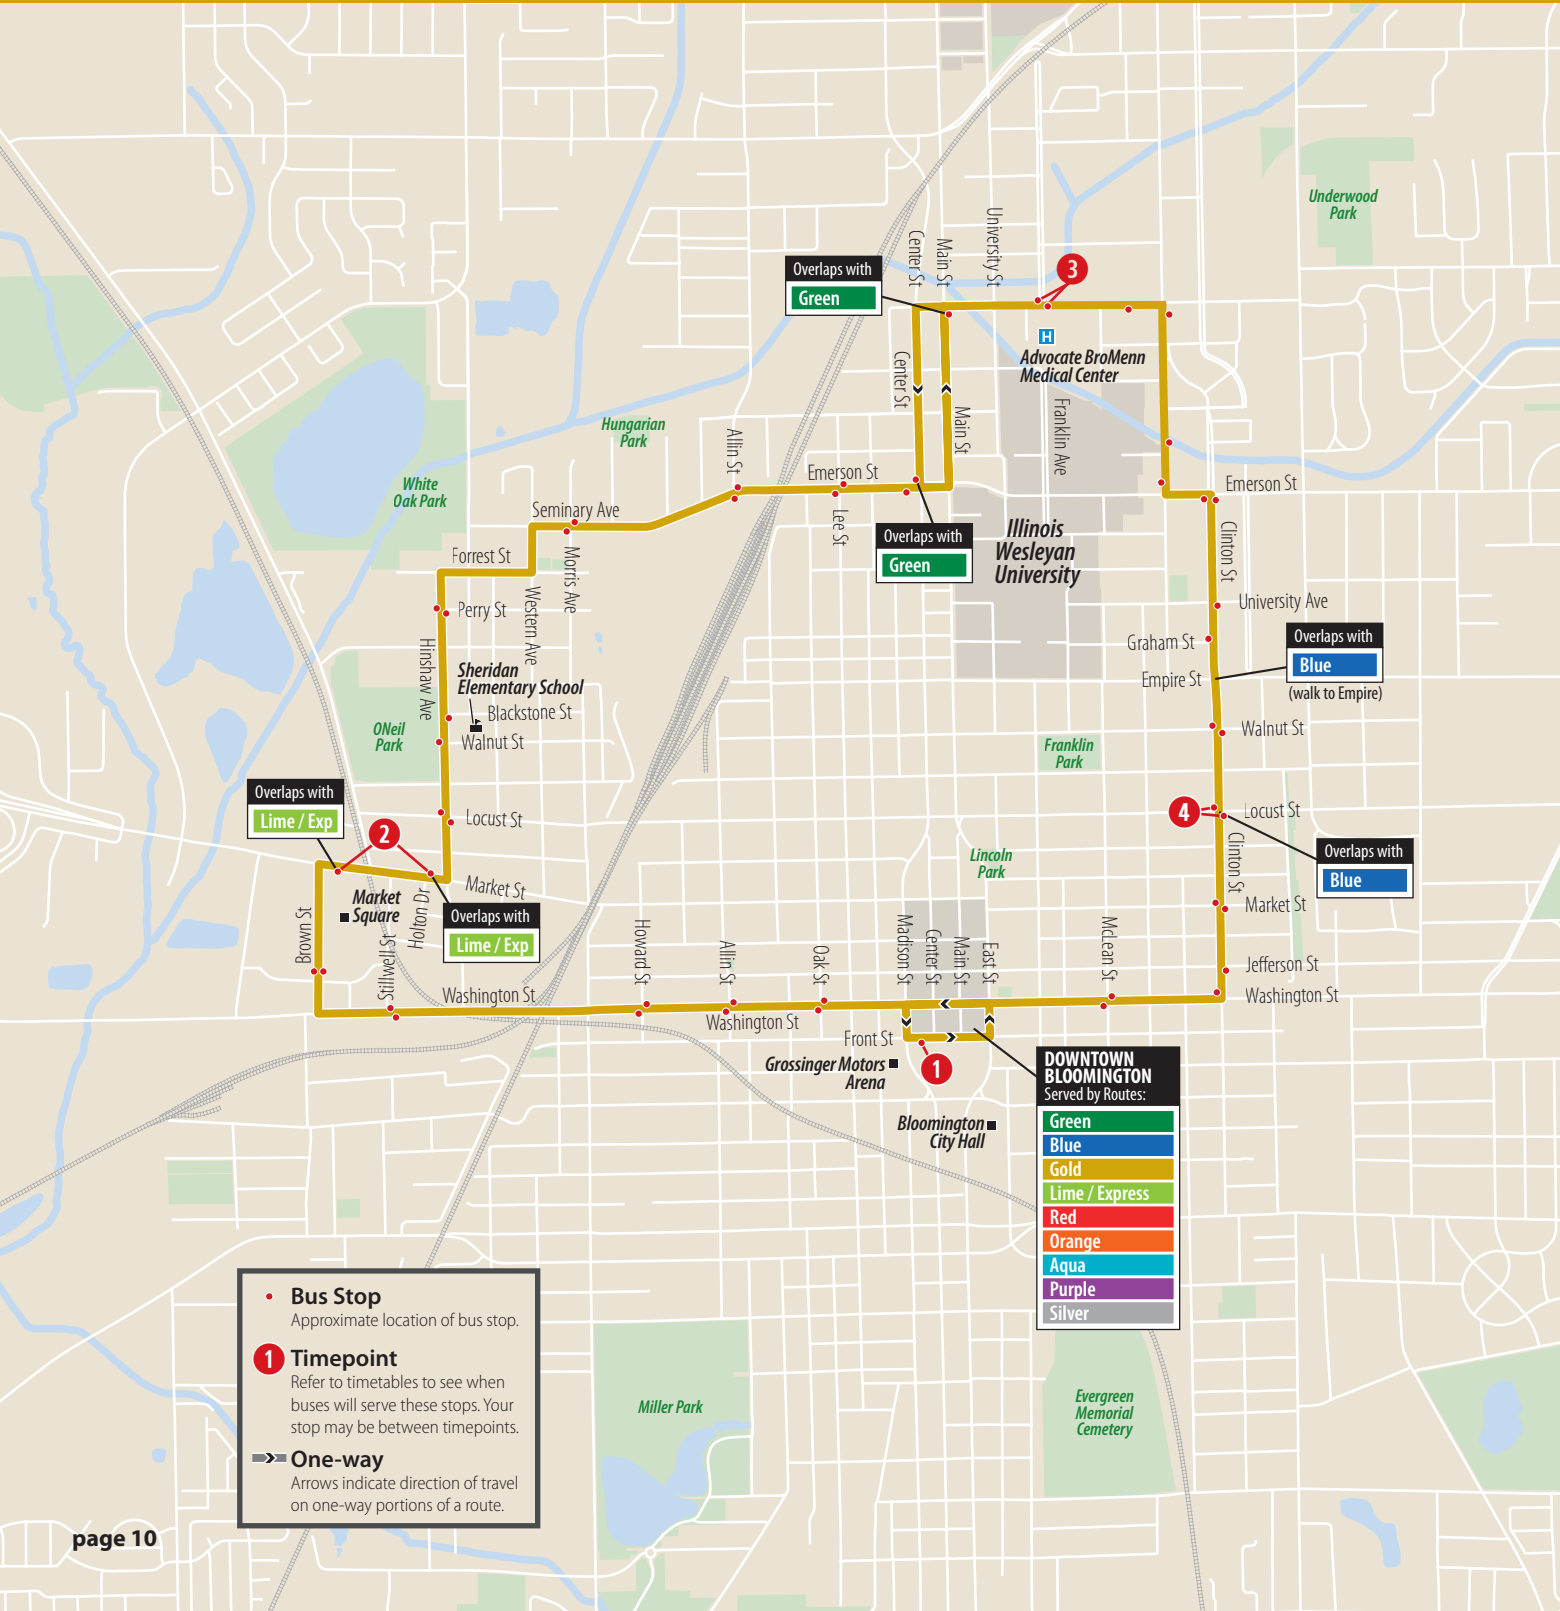 Underwood
Park
University St
Center St
Main St
3
Overlaps with
Green
H
Advocate BroMenn
Medical Center
Center St
Main St
Franklin Ave
Hungarian
Park
Allin St
Emerson St
White
Oak Park
Seminary Ave
Lee St
Emerson St
Overlaps with
Green
Illinois
Wesleyan
University
Clinton St
Forrest St
Morris Ave
Western Ave
Perry St
University Ave
Graham St
Overlaps with
Blue
(walk to Empire)
Empire St
Hinshaw Ave
Sheridan
Elementary School
Blackstone St
Walnut St
ONeil
Park
Walnut St
Franklin
Park
Overlaps with
Lime / Exp
2
Locust St
4
Locust St
Clinton St
Overlaps with
Blue
Lincoln
Park
Market St
Market
Square
Holton Dr
Overlaps with
Lime / Exp
Market St
Brown St
Stillwell St
Howard St
Allin St
Oak St
Madison St
Center St
Main St
East St
McLean St
Jefferson St
Washington St
Washington St
Washington St
Front St
Grossinger Motors
Arena
1
Bloomington
City Hall
DOWNTOWN
BLOOMINGTON
Served by Routes:
Green
Blue
Gold
Lime / Express
Red
Orange
Aqua
Purple
Silver
Bus Stop
Approximate location of bus stop.
1 Timepoint
Refer to timetables to see when
buses will serve these stops. Your
stop may be between timepoints.
One-way
Arrows indicate direction of travel
on one-way portions of a route.
Miller Park
Evergreen
Memorial
Cemetery
page 10